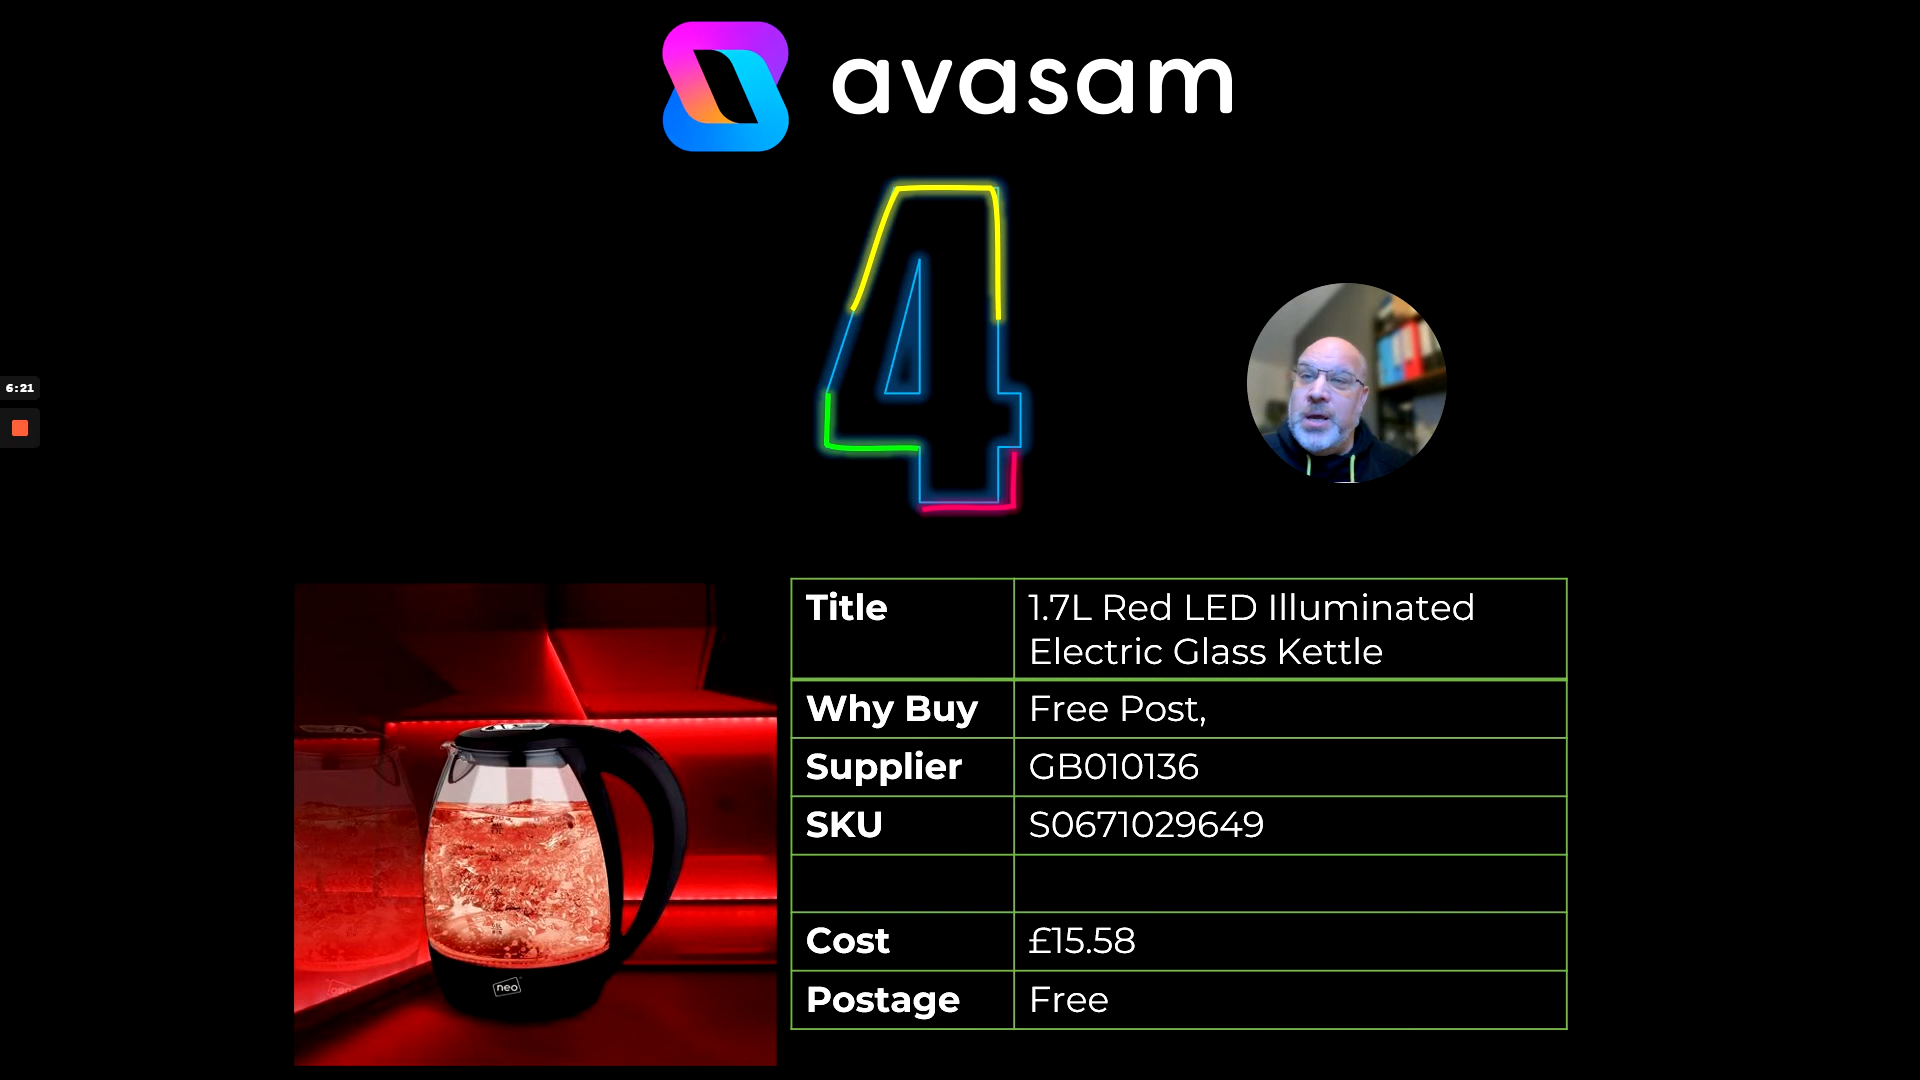 avasam
4
6:21
Title
1.7L Red LED Illuminated
Electric Glass Kettle
Why Buy
Free Post,
Supplier
GB010136
SKU
S0671029649
Cost
£15.58
Postage
Free
neo